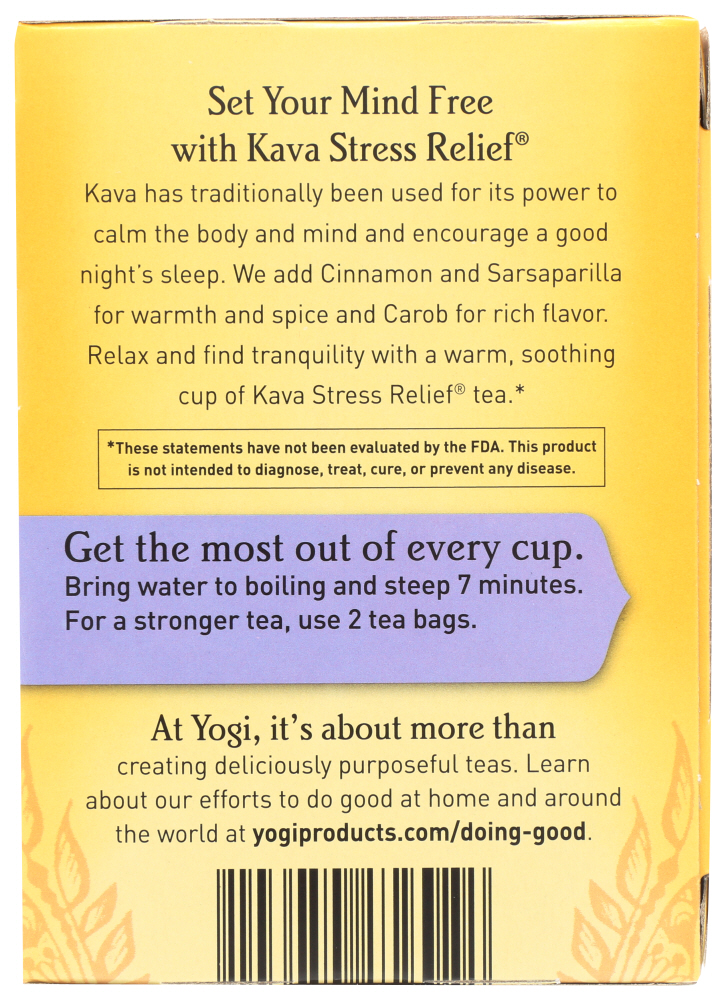 Set Your Mind Free
with Kava Stress Relief®
Kava has traditionally been used for its power to
calm the body and mind and encourage a good
night's sleep. We add Cinnamon and Sarsaparilla
for warmth and spice and Carob for rich flavor.
Relax and find tranquility with a warm, soothing
cup of Kava Stress Relief® tea.*
*These statements have not been evaluated by the FDA. This product
is not intended to diagnose, treat, cure, or prevent any disease.
Get the most out of every cup.
Bring water to boiling and steep 7 minutes.
For a stronger tea, use 2 tea bags.
At Yogi, it's about more than
creating deliciously purposeful teas. Learn
about our efforts to do good at home and around
the world at yogiproducts.com/doing-good.